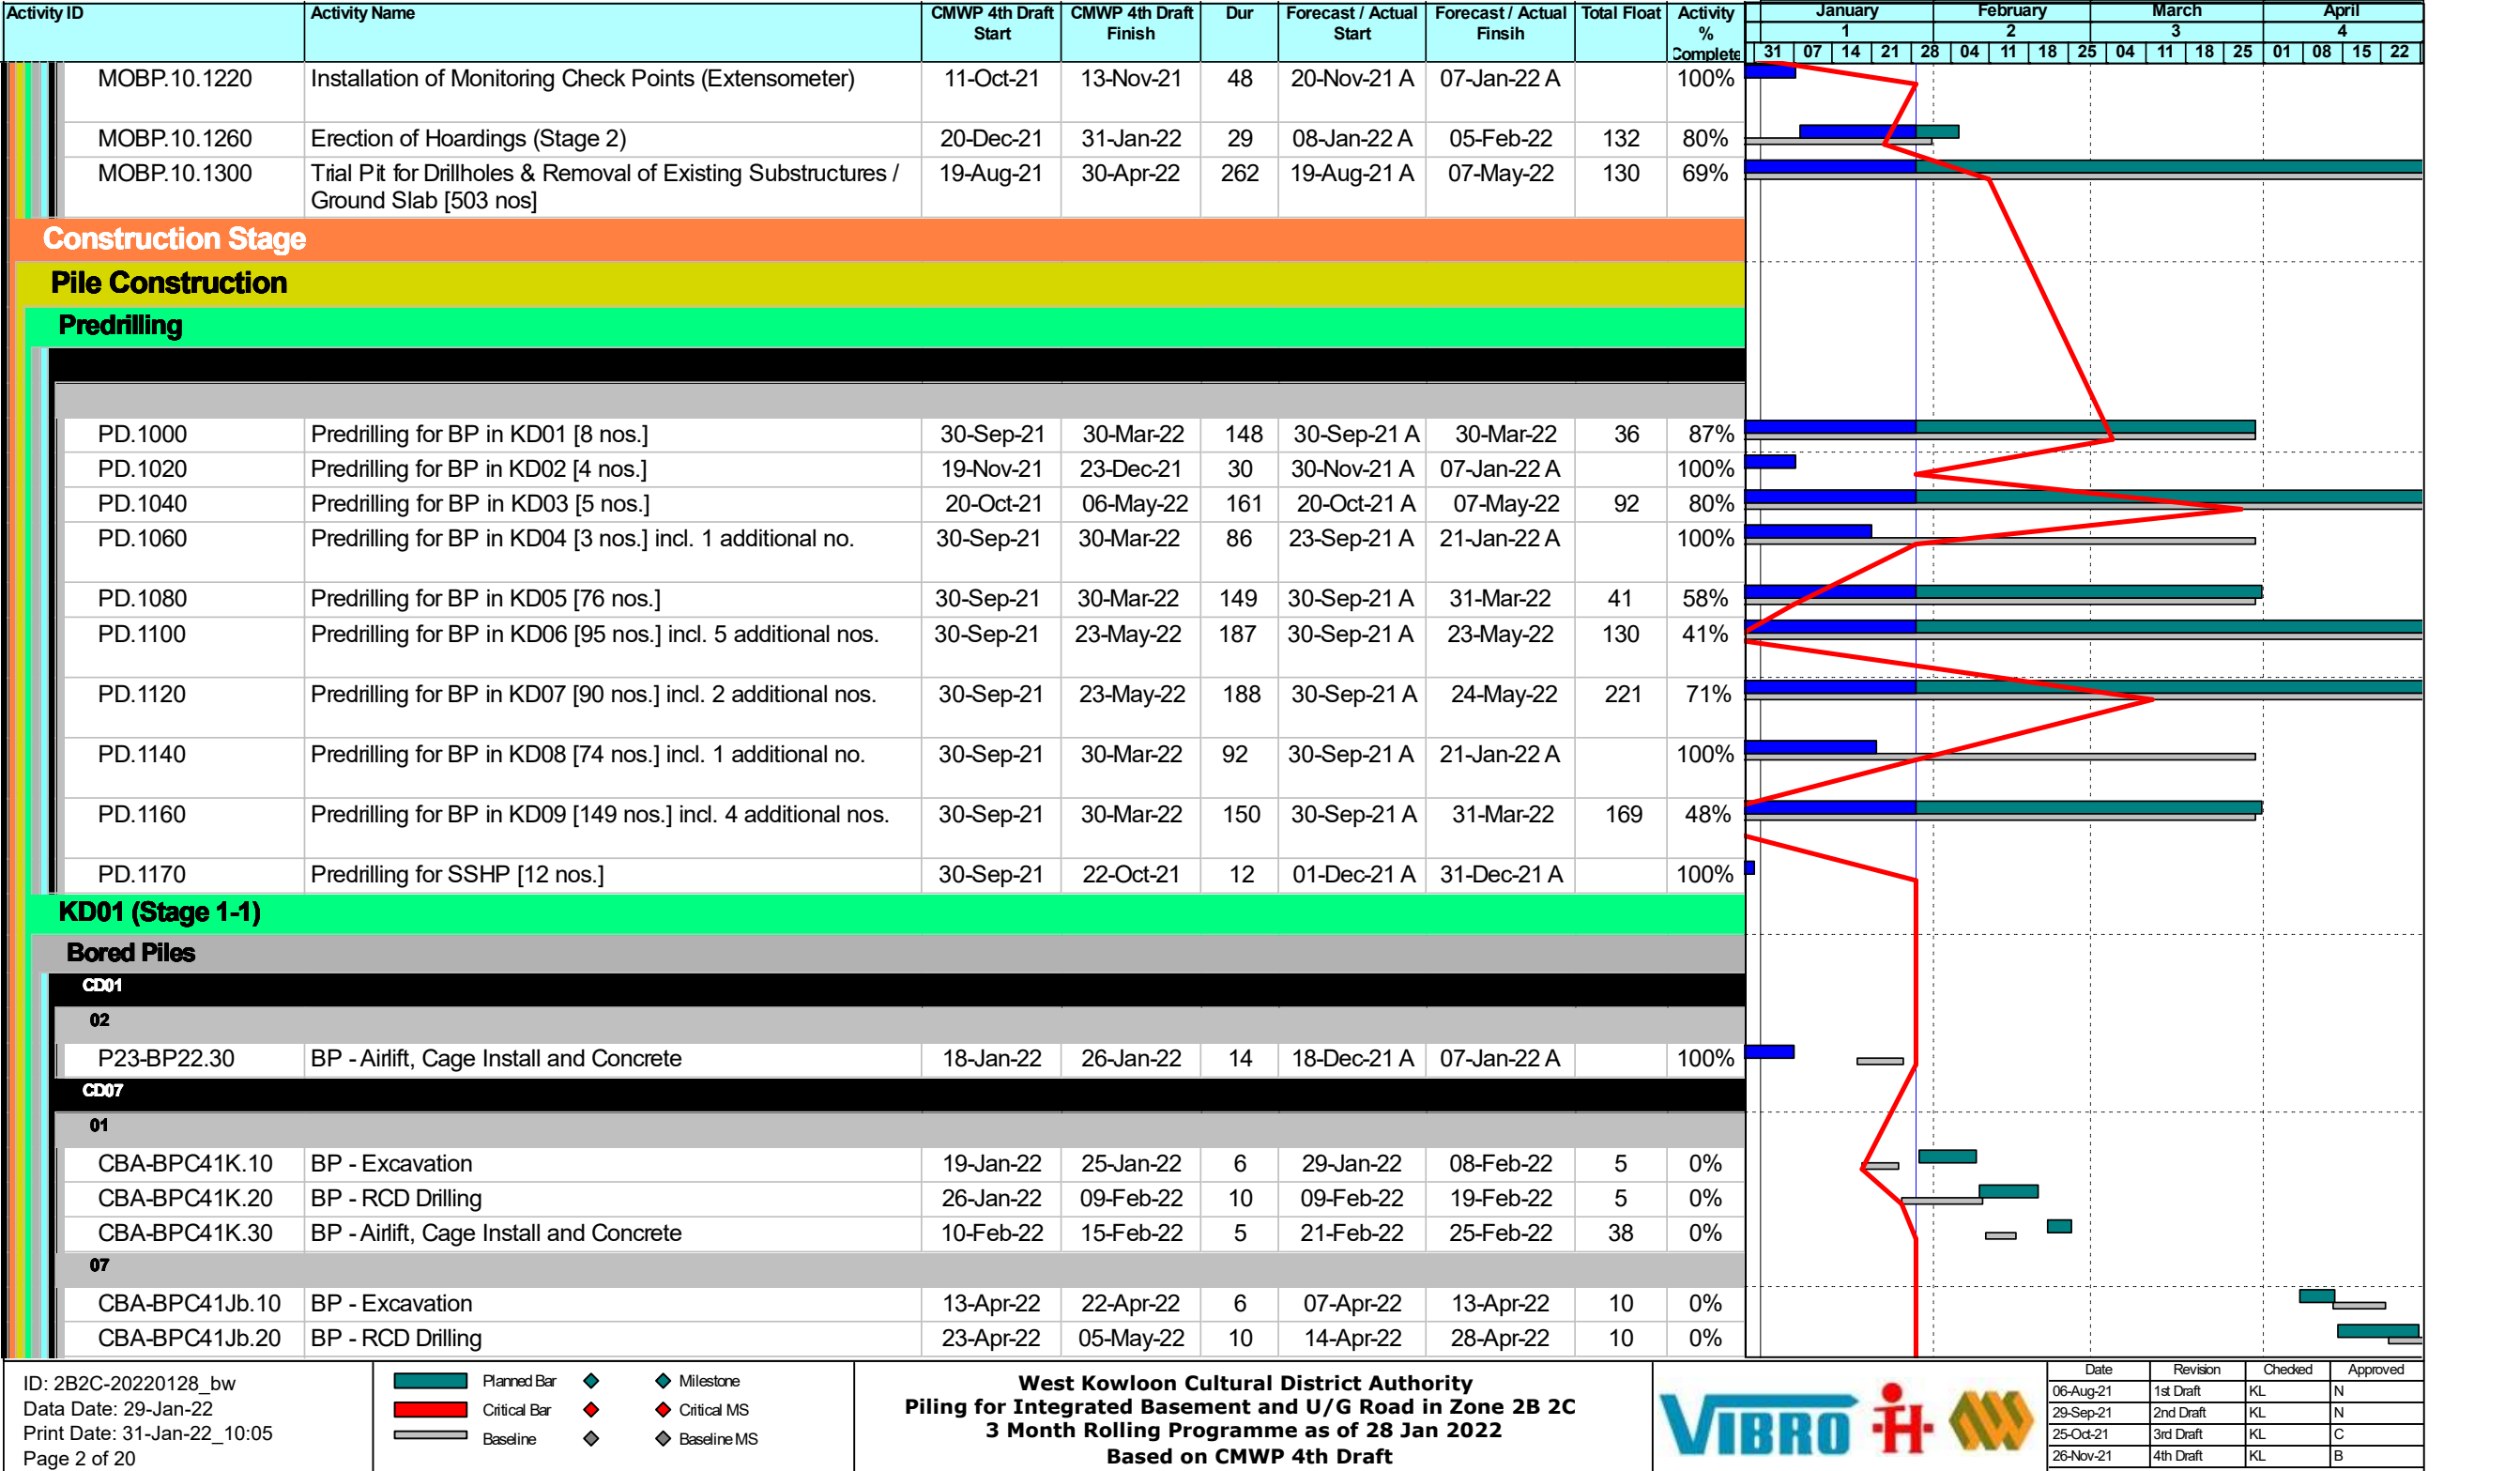 Activity ID Activity Name CMWP 4th Draft Start CMWP 4th Draft Finish Dur Forecast / Actual Start Forecast / Actual Finsih Total Float Activity % Complete
January February March April
1 2 3 4
31 07 14 21 28 04 11 18 25 04 11 18 25 01 08 15 22
MOBP.10.1220 Installation of Monitoring Check Points (Extensometer) 11-Oct-21 13-Nov-21 48 20-Nov-21 A 07-Jan-22 A 100%
MOBP.10.1260 Erection of Hoardings (Stage 2) 20-Dec-21 31-Jan-22 29 08-Jan-22 A 05-Feb-22 132 80%
MOBP.10.1300 Trial Pit for Drillholes & Removal of Existing Substructures / 19-Aug-21 30-Apr-22 262 19-Aug-21 A 07-May-22 130 69%
Ground Slab [503 nos]
Construction Stage
Pile Construction
Predrilling
PD.1000 Predrilling for BP in KD01 [8 nos.] 30-Sep-21 30-Mar-22 148 30-Sep-21 A 30-Mar-22 36 87%
PD.1020 Predrilling for BP in KD02 [4 nos.] 19-Nov-21 23-Dec-21 30 30-Nov-21 A 07-Jan-22 A 100%
PD.1040 Predrilling for BP in KD03 [5 nos.] 20-Oct-21 06-May-22 161 20-Oct-21 A 07-May-22 92 80%
PD.1060 Predrilling for BP in KD04 [3 nos.] incl. 1 additional no. 30-Sep-21 30-Mar-22 86 23-Sep-21 A 21-Jan-22 A 100%
PD.1080 Predrilling for BP in KD05 [76 nos.] 30-Sep-21 30-Mar-22 149 30-Sep-21 A 31-Mar-22 41 58%
PD.1100 Predrilling for BP in KD06 [95 nos.] incl. 5 additional nos. 30-Sep-21 23-May-22 187 30-Sep-21 A 23-May-22 130 41%
PD.1120 Predrilling for BP in KD07 [90 nos.] incl. 2 additional nos. 30-Sep-21 23-May-22 188 30-Sep-21 A 24-May-22 221 71%
PD.1140 Predrilling for BP in KD08 [74 nos.] incl. 1 additional no. 30-Sep-21 30-Mar-22 92 30-Sep-21 A 21-Jan-22 A 100%
PD.1160 Predrilling for BP in KD09 [149 nos.] incl. 4 additional nos. 30-Sep-21 30-Mar-22 150 30-Sep-21 A 31-Mar-22 169 48%
PD.1170 Predrilling for SSHP [12 nos.] 30-Sep-21 22-Oct-21 12 01-Dec-21 A 31-Dec-21 A 100%
KD01 (Stage 1-1)
Bored Piles
CD01
02
P23-BP22.30 BP - Airlift, Cage Install and Concrete 18-Jan-22 26-Jan-22 14 18-Dec-21 A 07-Jan-22 A 100%
CD07
01
CBA-BPC41K.10 BP - Excavation 19-Jan-22 25-Jan-22 6 29-Jan-22 08-Feb-22 5 0%
CBA-BPC41K.20 BP - RCD Drilling 26-Jan-22 09-Feb-22 10 09-Feb-22 19-Feb-22 5 0%
CBA-BPC41K.30 BP - Airlift, Cage Install and Concrete 10-Feb-22 15-Feb-22 5 21-Feb-22 25-Feb-22 38 0%
07
CBA-BPC41Jb.10 BP - Excavation 13-Apr-22 22-Apr-22 6 07-Apr-22 13-Apr-22 10 0%
CBA-BPC41Jb.20 BP - RCD Drilling 23-Apr-22 05-May-22 10 14-Apr-22 28-Apr-22 10 0%
ID: 2B2C-20220128_bw
Data Date: 29-Jan-22
Print Date: 31-Jan-22_10:05
Page 2 of 20
Planned Bar Milestone
Critical Bar Critical MS
Baseline Baseline MS
West Kowloon Cultural District Authority
Piling for Integrated Basement and U/G Road in Zone 2B 2C
3 Month Rolling Programme as of 28 Jan 2022
Based on CMWP 4th Draft
VIBRO
Date Revision Checked Approved
06-Aug-21 1st Draft KL N
29-Sep-21 2nd Draft KL N
25-Oct-21 3rd Draft KL C
26-Nov-21 4th Draft KL B